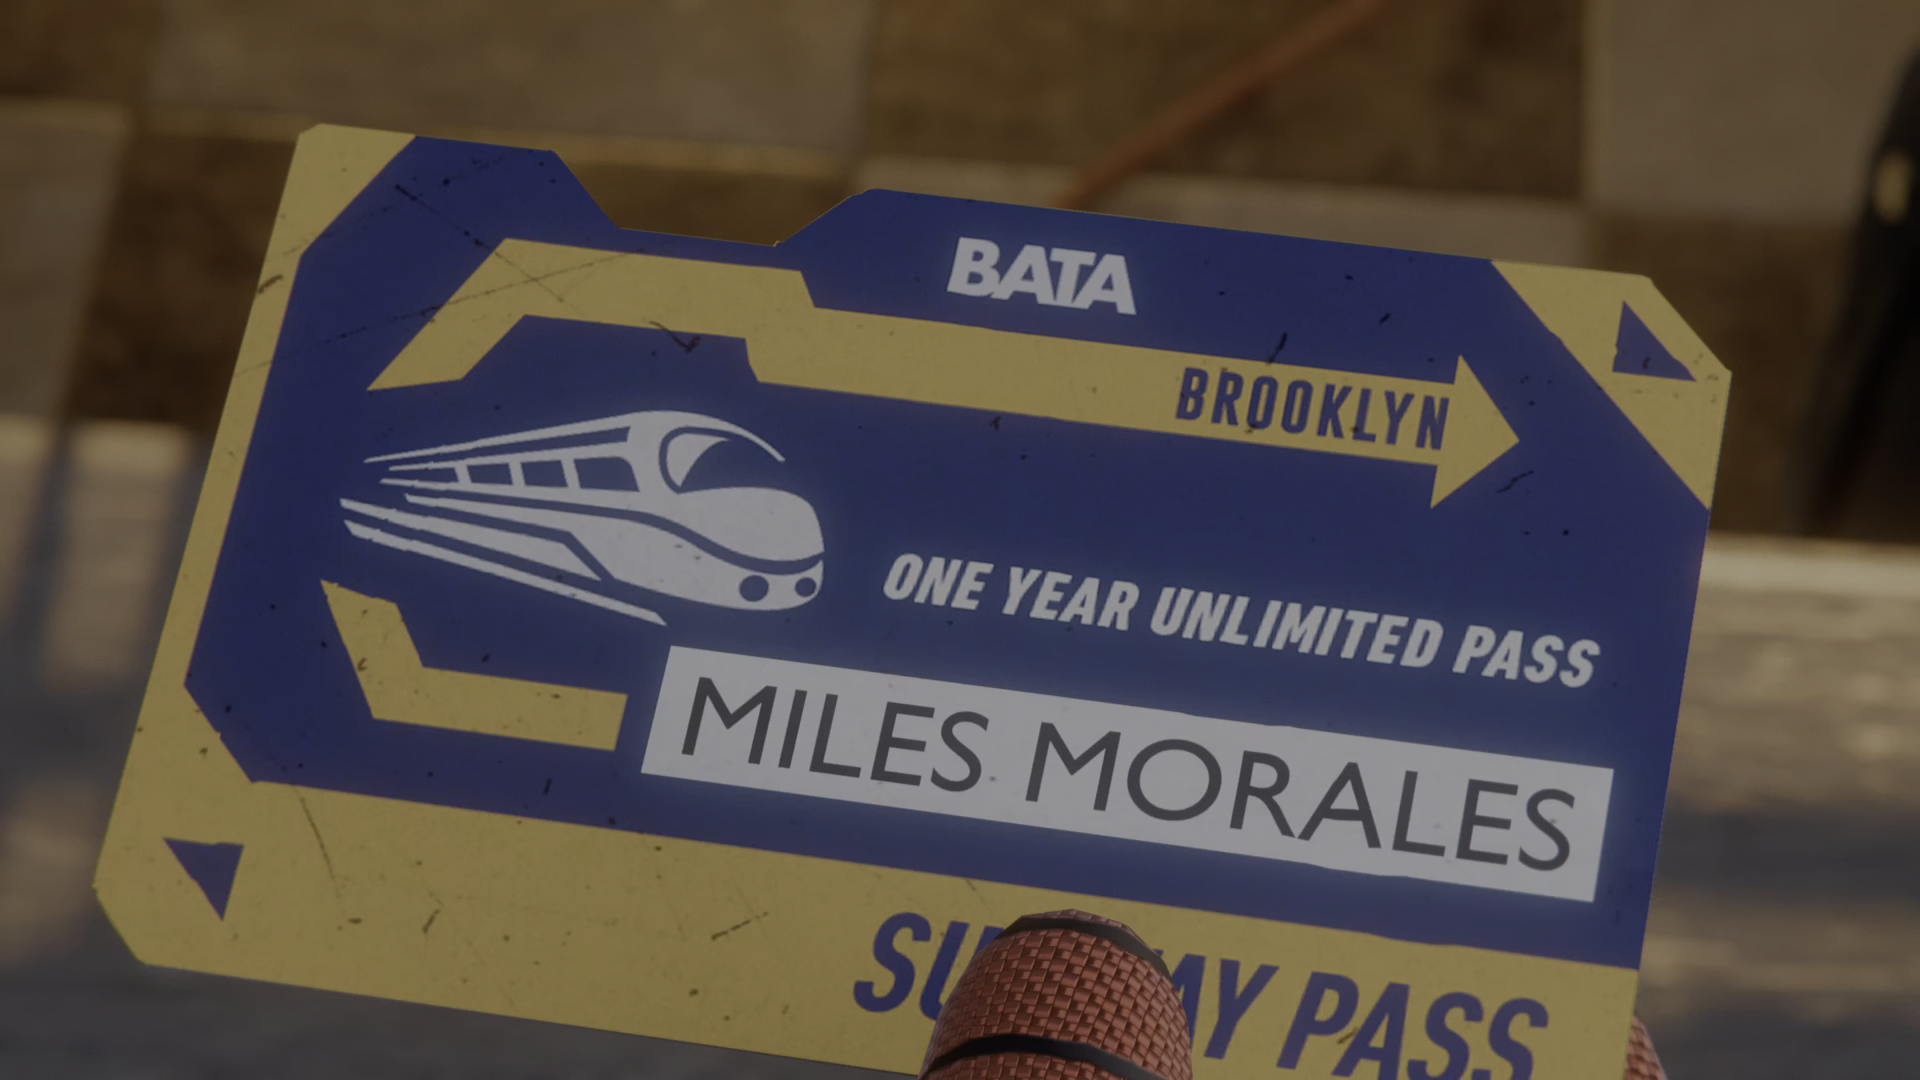 BATA
BROOKLYN
ONE YEAR UNLIMITED PASS
MILES MORALES
PASS